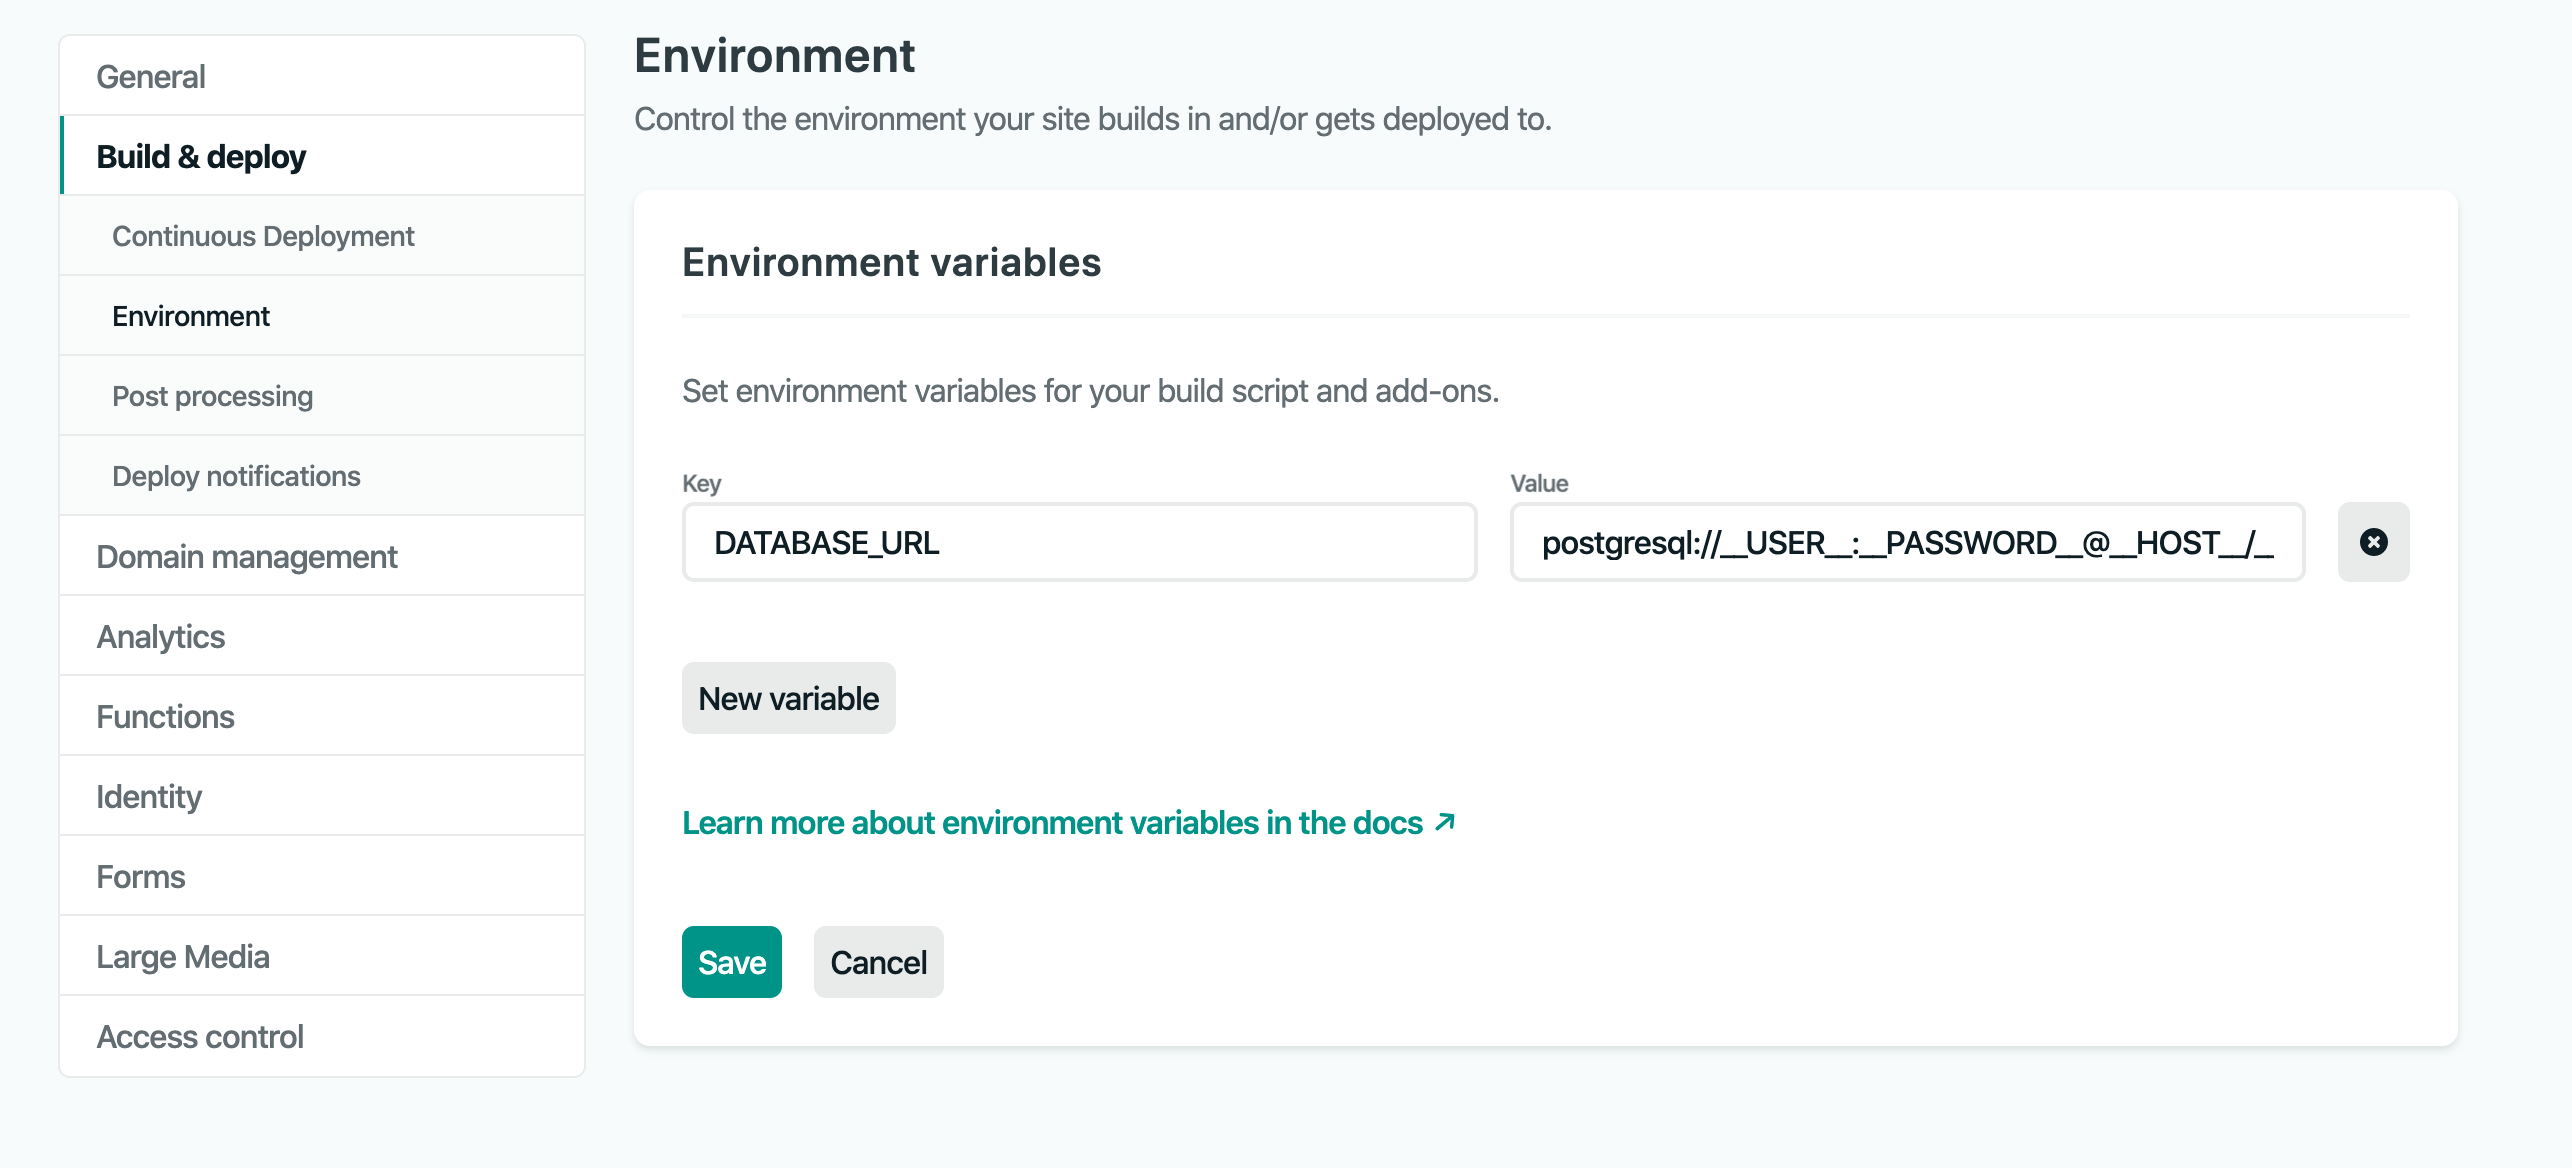 General
Build & deploy
Continuous Deployment
Environment
Post processing
Deploy notifications
Domain management
Analytics
Functions
Identity
Forms
Large Media
Access control
Environment
Control the environment your site builds in and/or gets deployed to.
Environment variables
Set environment variables for your build script and add-ons.
Key
Value
DATABASE_URL
postgresql://__USER__:__PASSWORD__@__HOST__/_
New variable
Learn more about environment variables in the docs ↗
Save
Cancel